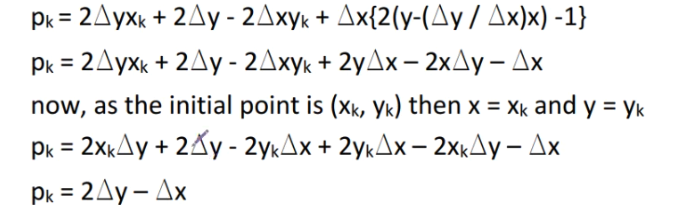 pₖ = 2△yxₖ + 2△y - 2△xyₖ + △x{2(y-(△y / △x)x) -1}
pₖ = 2△yxₖ + 2△y - 2△xyₖ + 2y△x – 2x△y – △x
now, as the initial point is (xₖ, yₖ) then x = xₖ and y = yₖ
pₖ = 2xₖ△y + 2△y - 2yₖ△x + 2yₖ△x – 2xₖ△y – △x
pₖ = 2△y – △x